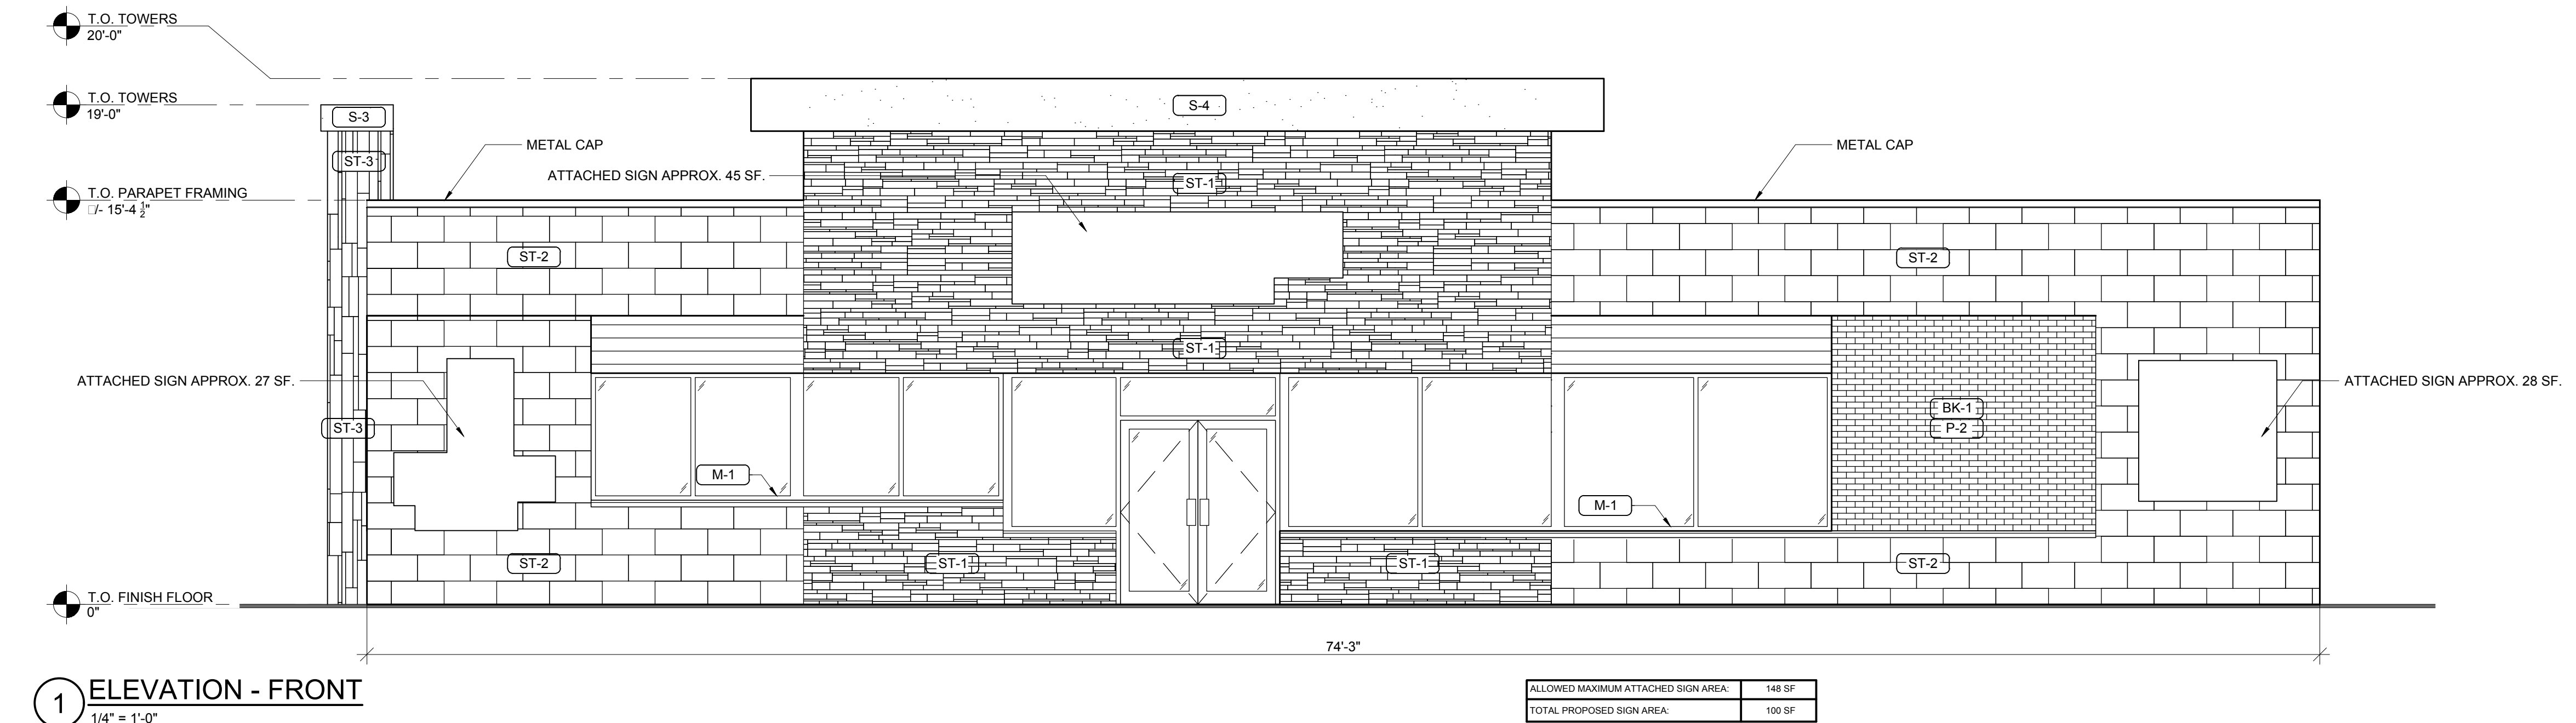 T.O. TOWERS
20'-0"
T.O. TOWERS
19'-0"
S-3
S-4
ST-3
METAL CAP
METAL CAP
ATTACHED SIGN APPROX. 45 SF.
ST-1
T.O. PARAPET FRAMING
□/- 15'-4 1/2"
ST-2
ST-2
ST-1
ATTACHED SIGN APPROX. 27 SF.
ATTACHED SIGN APPROX. 28 SF.
BK-1
ST-3
P-2
M-1
M-1
ST-2
ST-1
ST-1
ST-2
T.O. FINISH FLOOR
0"
74'-3"
1
ELEVATION - FRONT
1/4" = 1'-0"
ALLOWED MAXIMUM ATTACHED SIGN AREA: 148 SF
TOTAL PROPOSED SIGN AREA: 100 SF